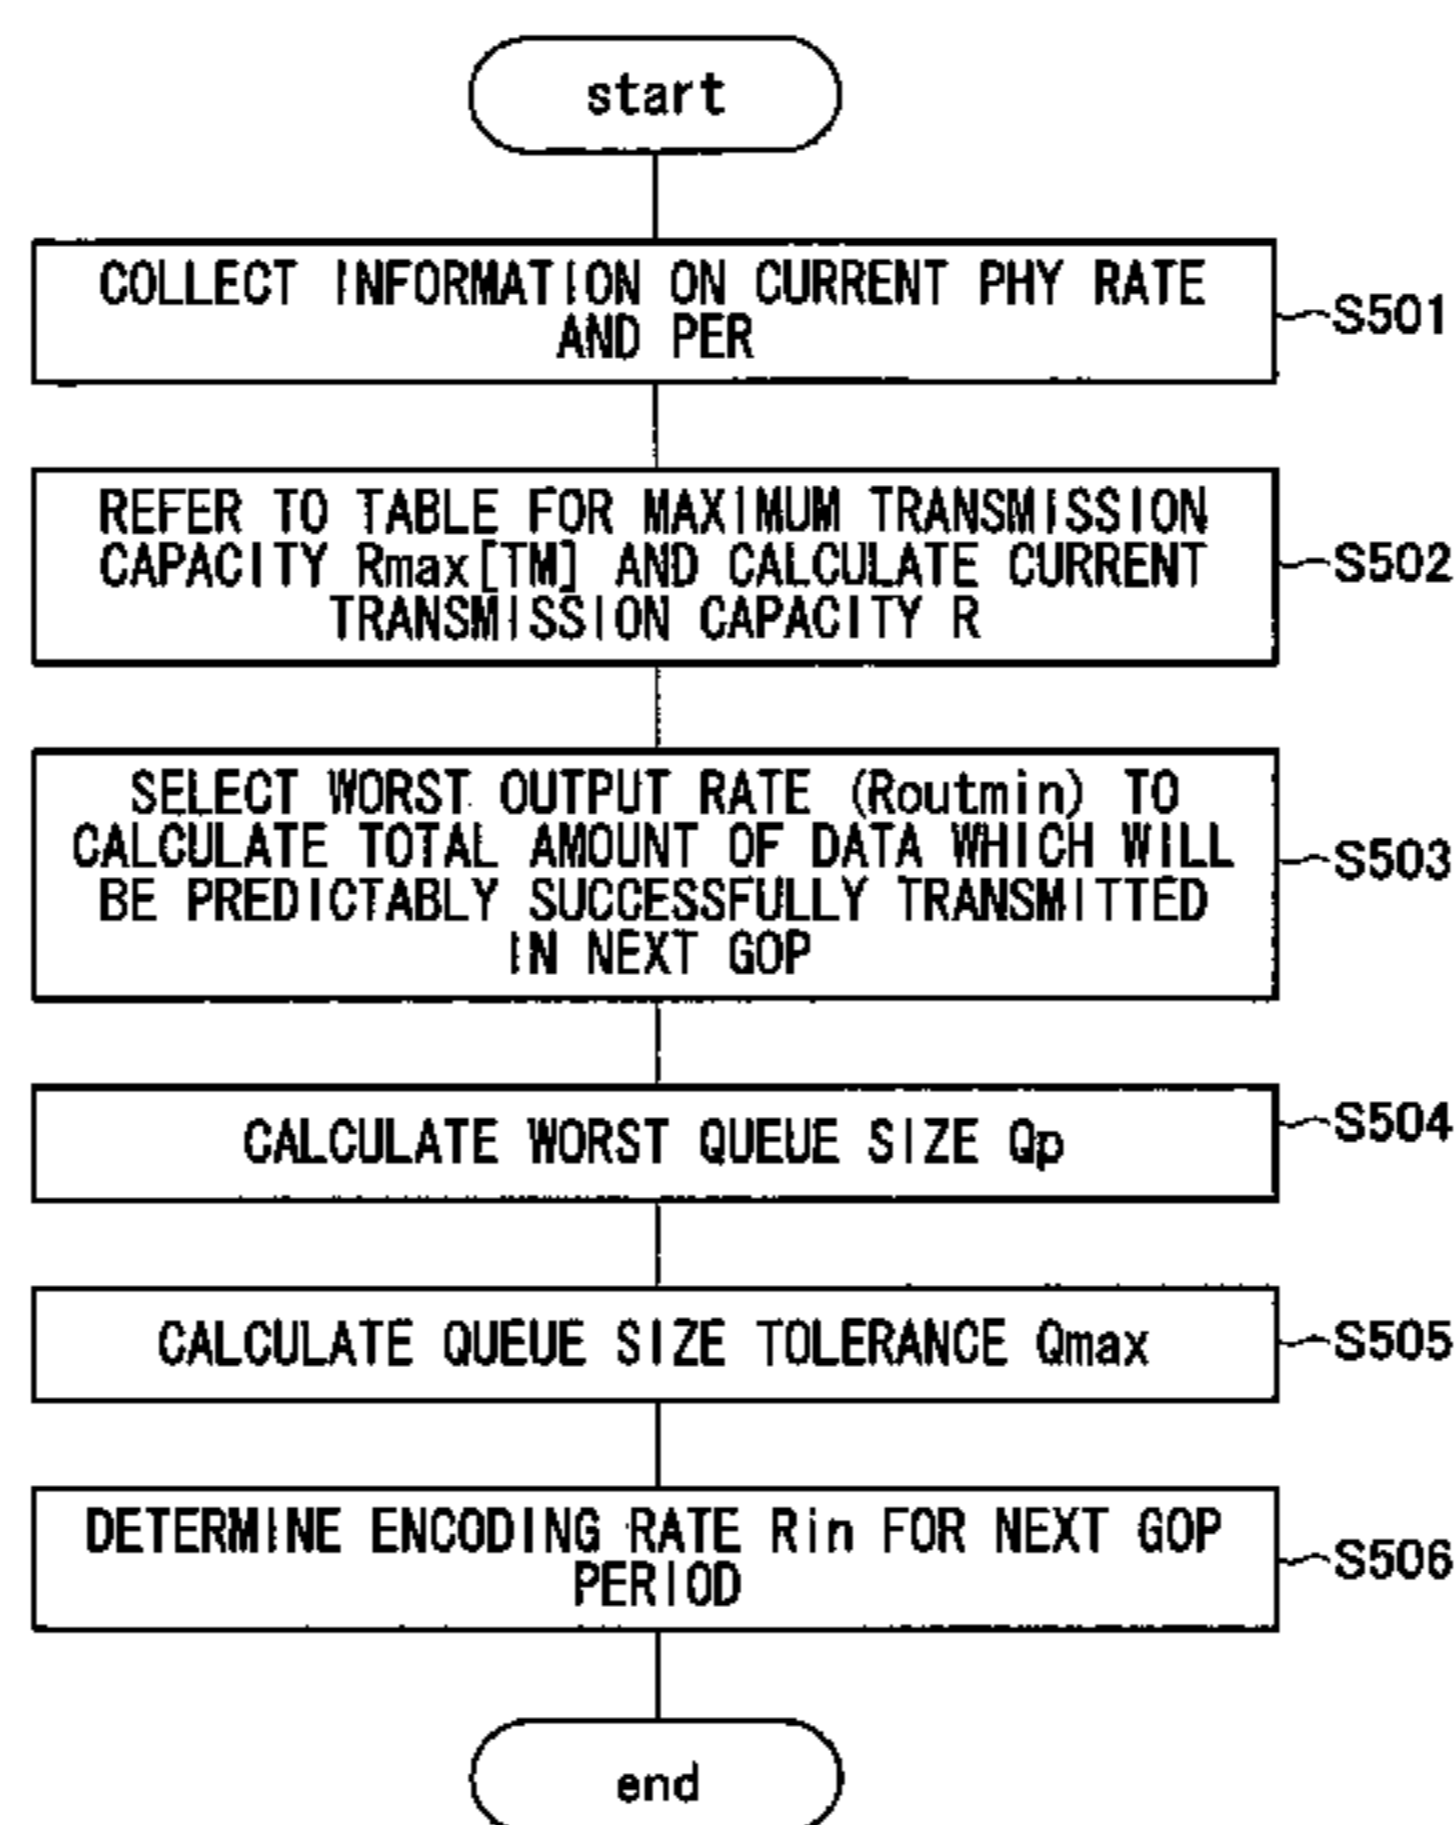 start
COLLECT INFORMATION ON CURRENT PHY RATE
AND PER
S501
REFER TO TABLE FOR MAXIMUM TRANSMISSION
CAPACITY Rmax[TM] AND CALCULATE CURRENT
TRANSMISSION CAPACITY R
S502
SELECT WORST OUTPUT RATE (Routmin) TO
CALCULATE TOTAL AMOUNT OF DATA WHICH WILL
BE PREDICTABLY SUCCESSFULLY TRANSMITTED
IN NEXT GOP
S503
CALCULATE WORST QUEUE SIZE Qp
S504
CALCULATE QUEUE SIZE TOLERANCE Qmax
S505
DETERMINE ENCODING RATE Rin FOR NEXT GOP
PERIOD
S506
end